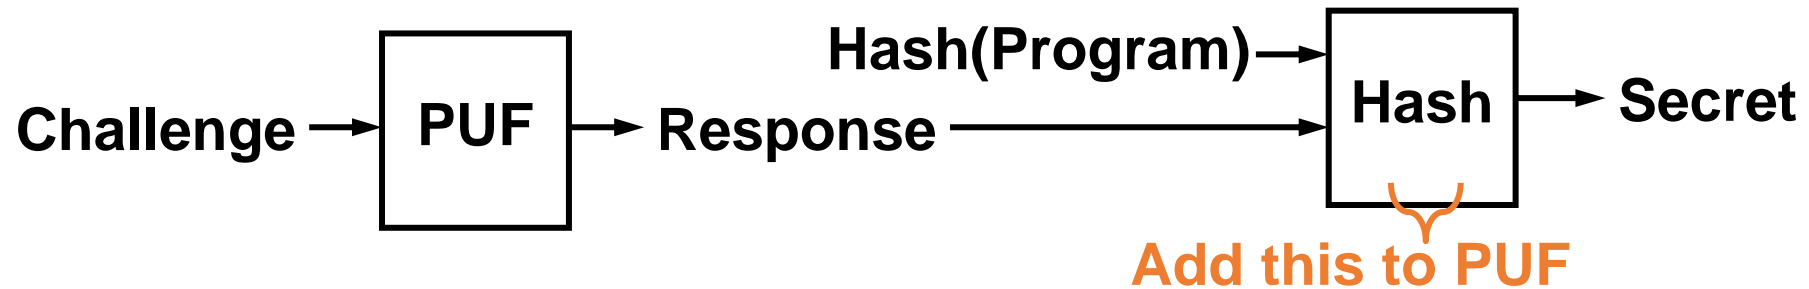 Challenge
PUF
Response
Hash(Program)
Hash
Secret
Add this to PUF